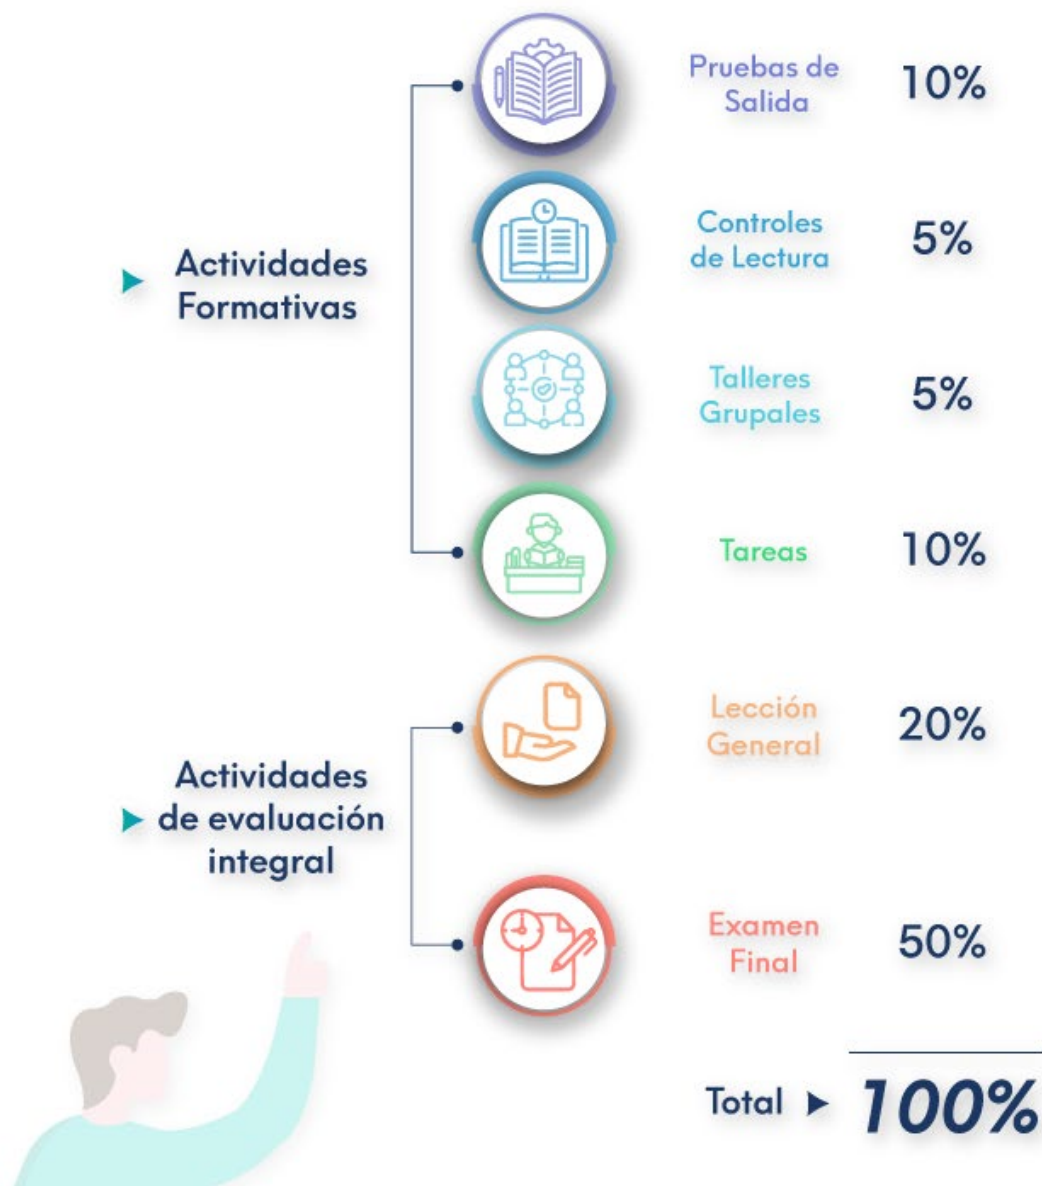 Actividades
Formativas
Pruebas de
Salida
10%
Controles
de Lectura
5%
Talleres
Grupales
5%
Tareas
10%
Actividades
de evaluación
integral
Lección
General
20%
Examen
Final
50%
Total
100%